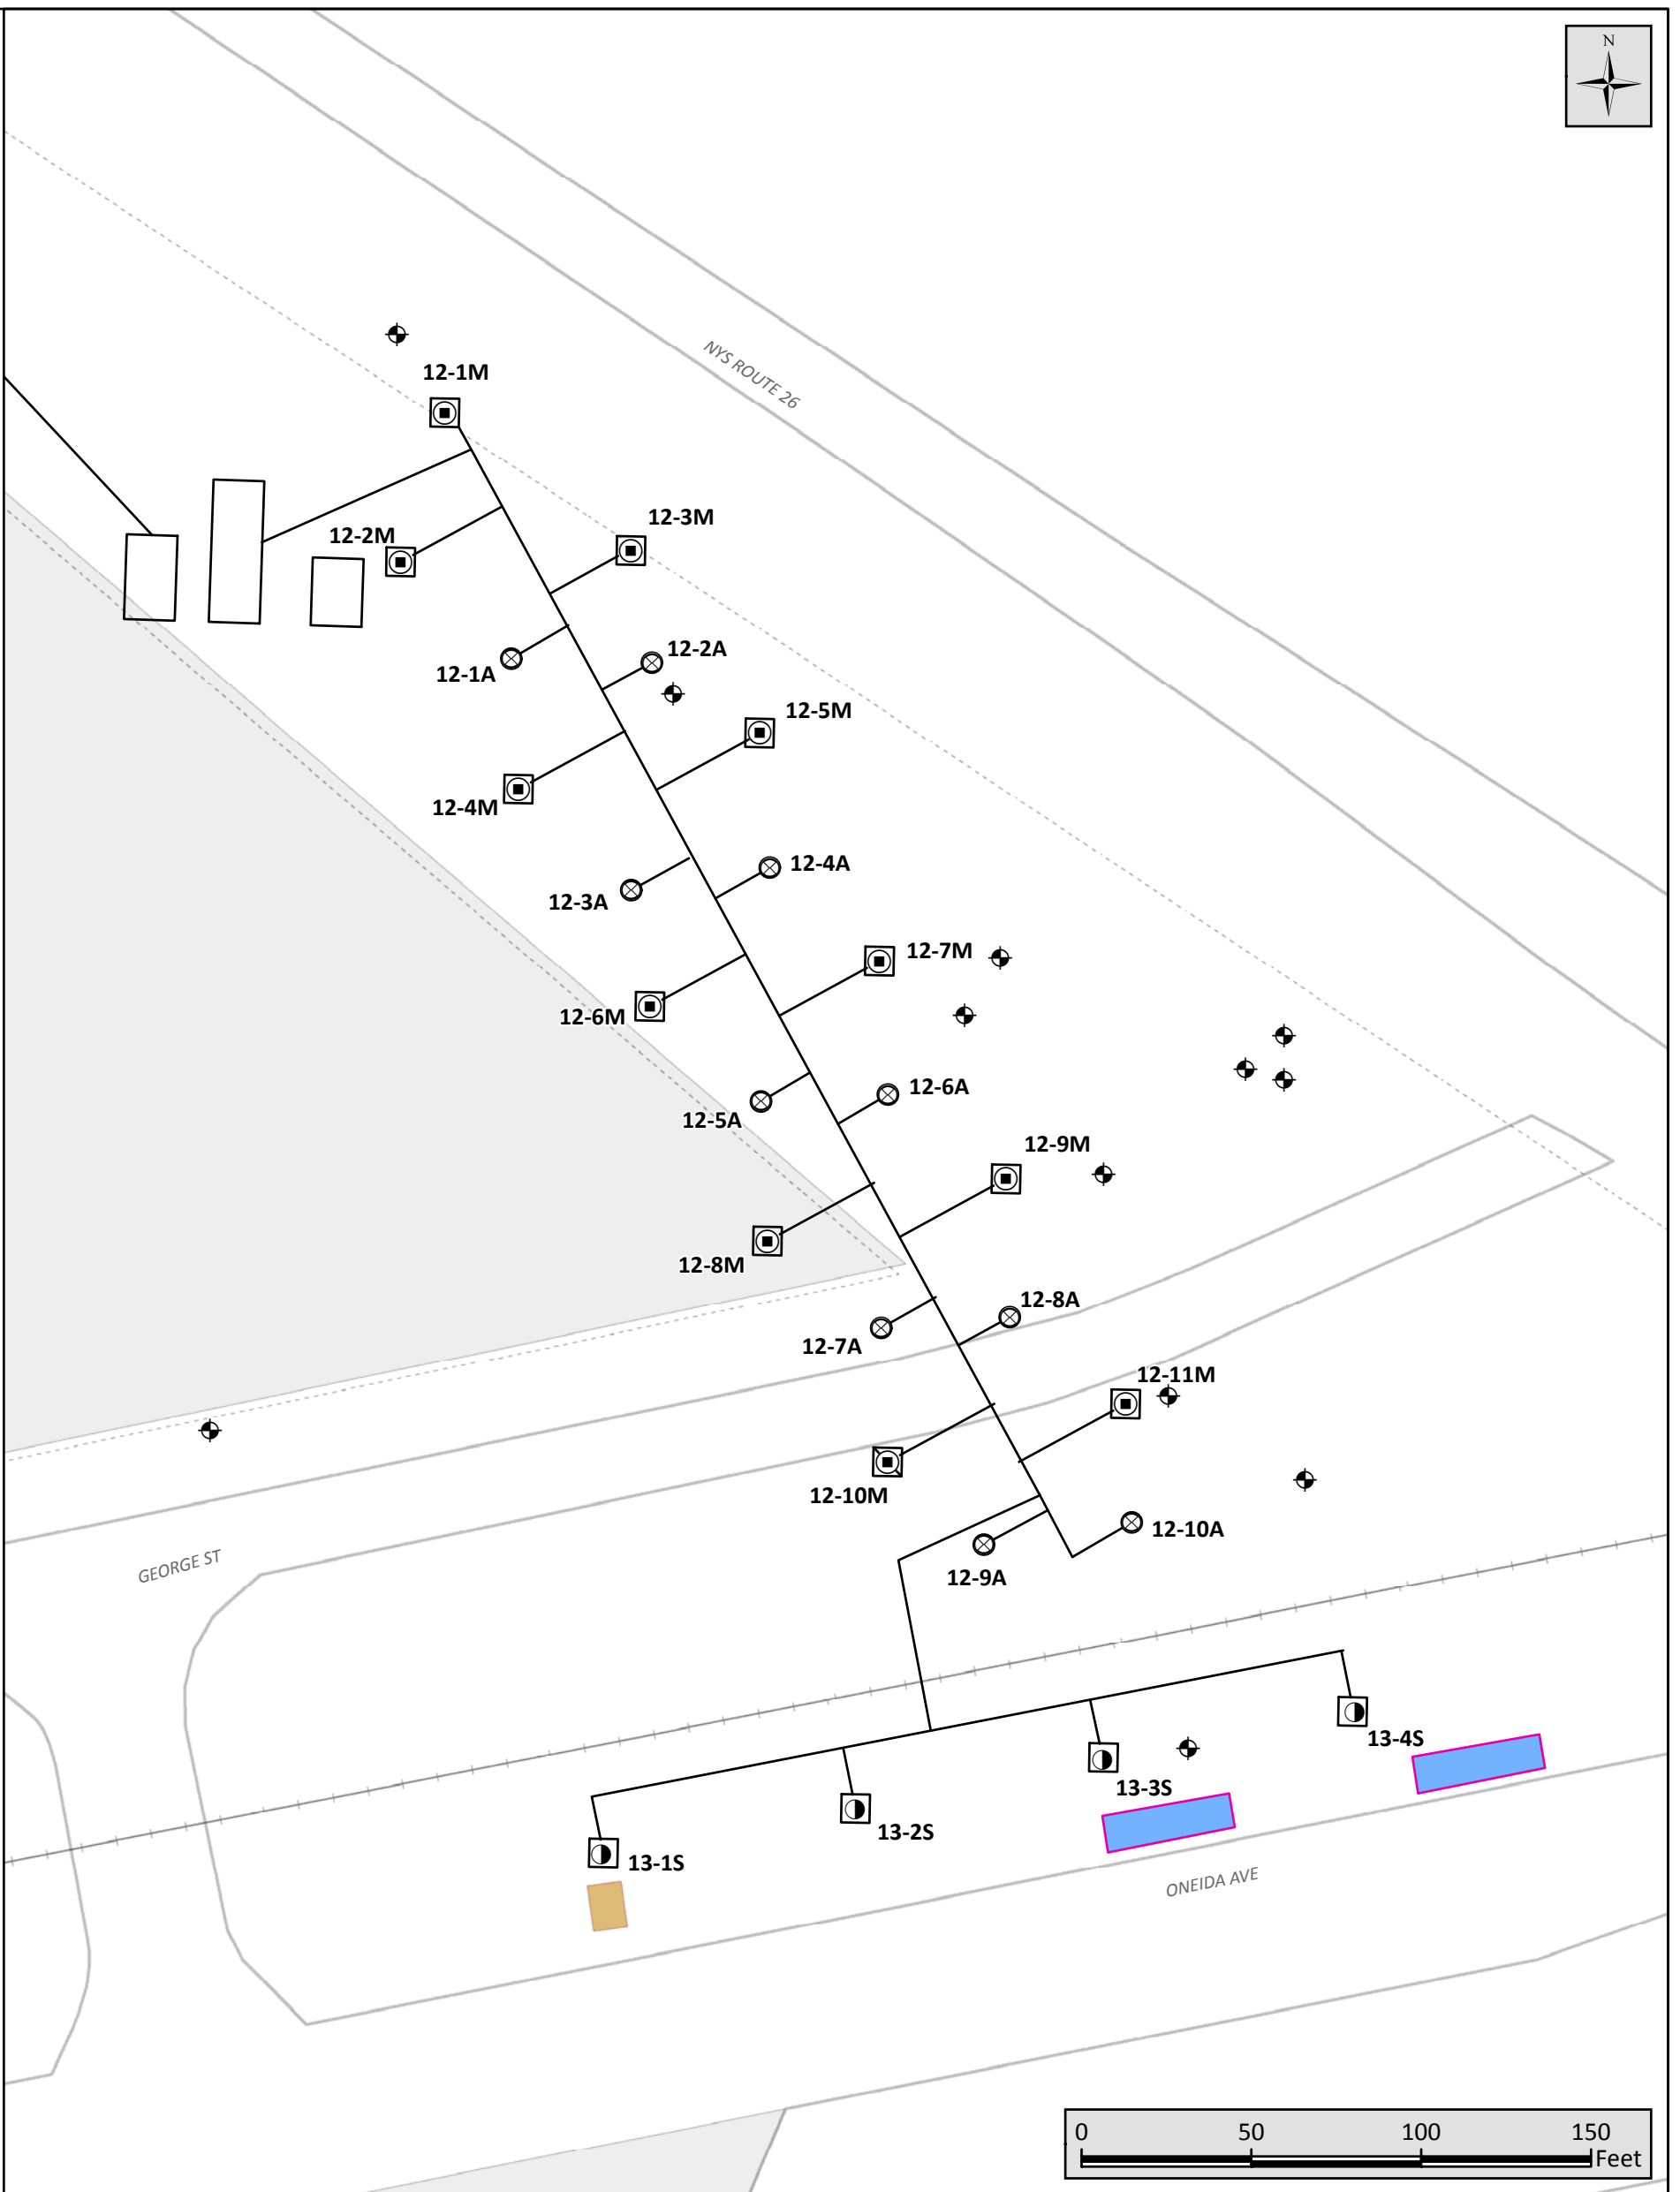 N
NYS ROUTE 26
12-1M
12-3M
12-2M
12-2A
12-1A
12-5M
12-4M
12-4A
12-3A
12-7M
12-6M
12-6A
12-5A
12-9M
12-8M
12-8A
12-7A
12-11M
12-10M
12-10A
GEORGE ST
12-9A
13-4S
13-3S
13-2S
13-1S
ONEIDA AVE
0 50 100 150
Feet